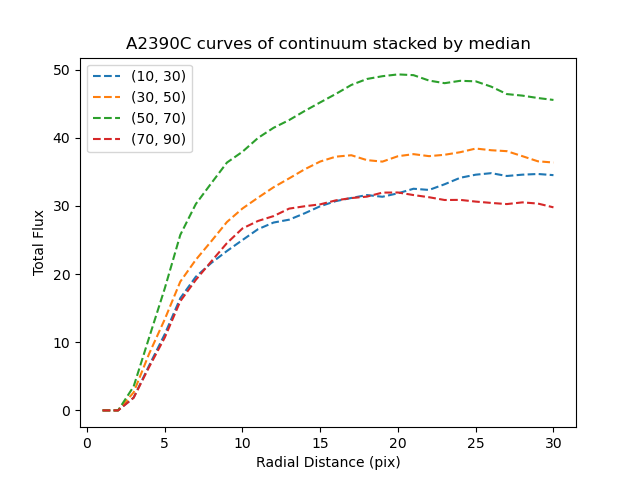 A2390C curves of continuum stacked by median
(10, 30)
(30, 50)
(50, 70)
(70, 90)
50
40
30
20
10
0
Total Flux
0 5 10 15 20 25 30
Radial Distance (pix)